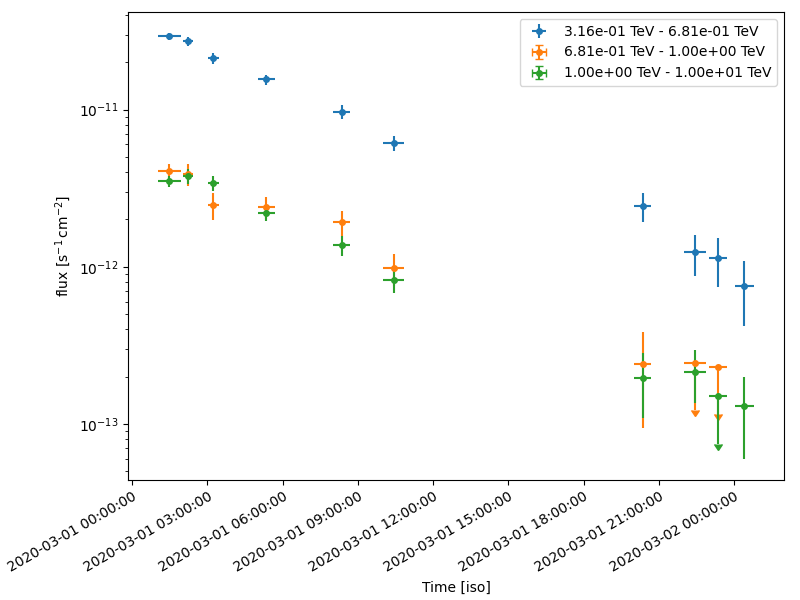 3.16e-01 TeV - 6.81e-01 TeV
6.81e-01 TeV - 1.00e+00 TeV
1.00e+00 TeV - 1.00e+01 TeV
10⁻¹¹
10⁻¹²
10⁻¹³
flux [s⁻¹ cm⁻²]
2020-03-01 00:00:00
2020-03-01 03:00:00
2020-03-01 06:00:00
2020-03-01 09:00:00
2020-03-01 12:00:00
2020-03-01 15:00:00
2020-03-01 18:00:00
2020-03-01 21:00:00
2020-03-02 00:00:00
Time [iso]